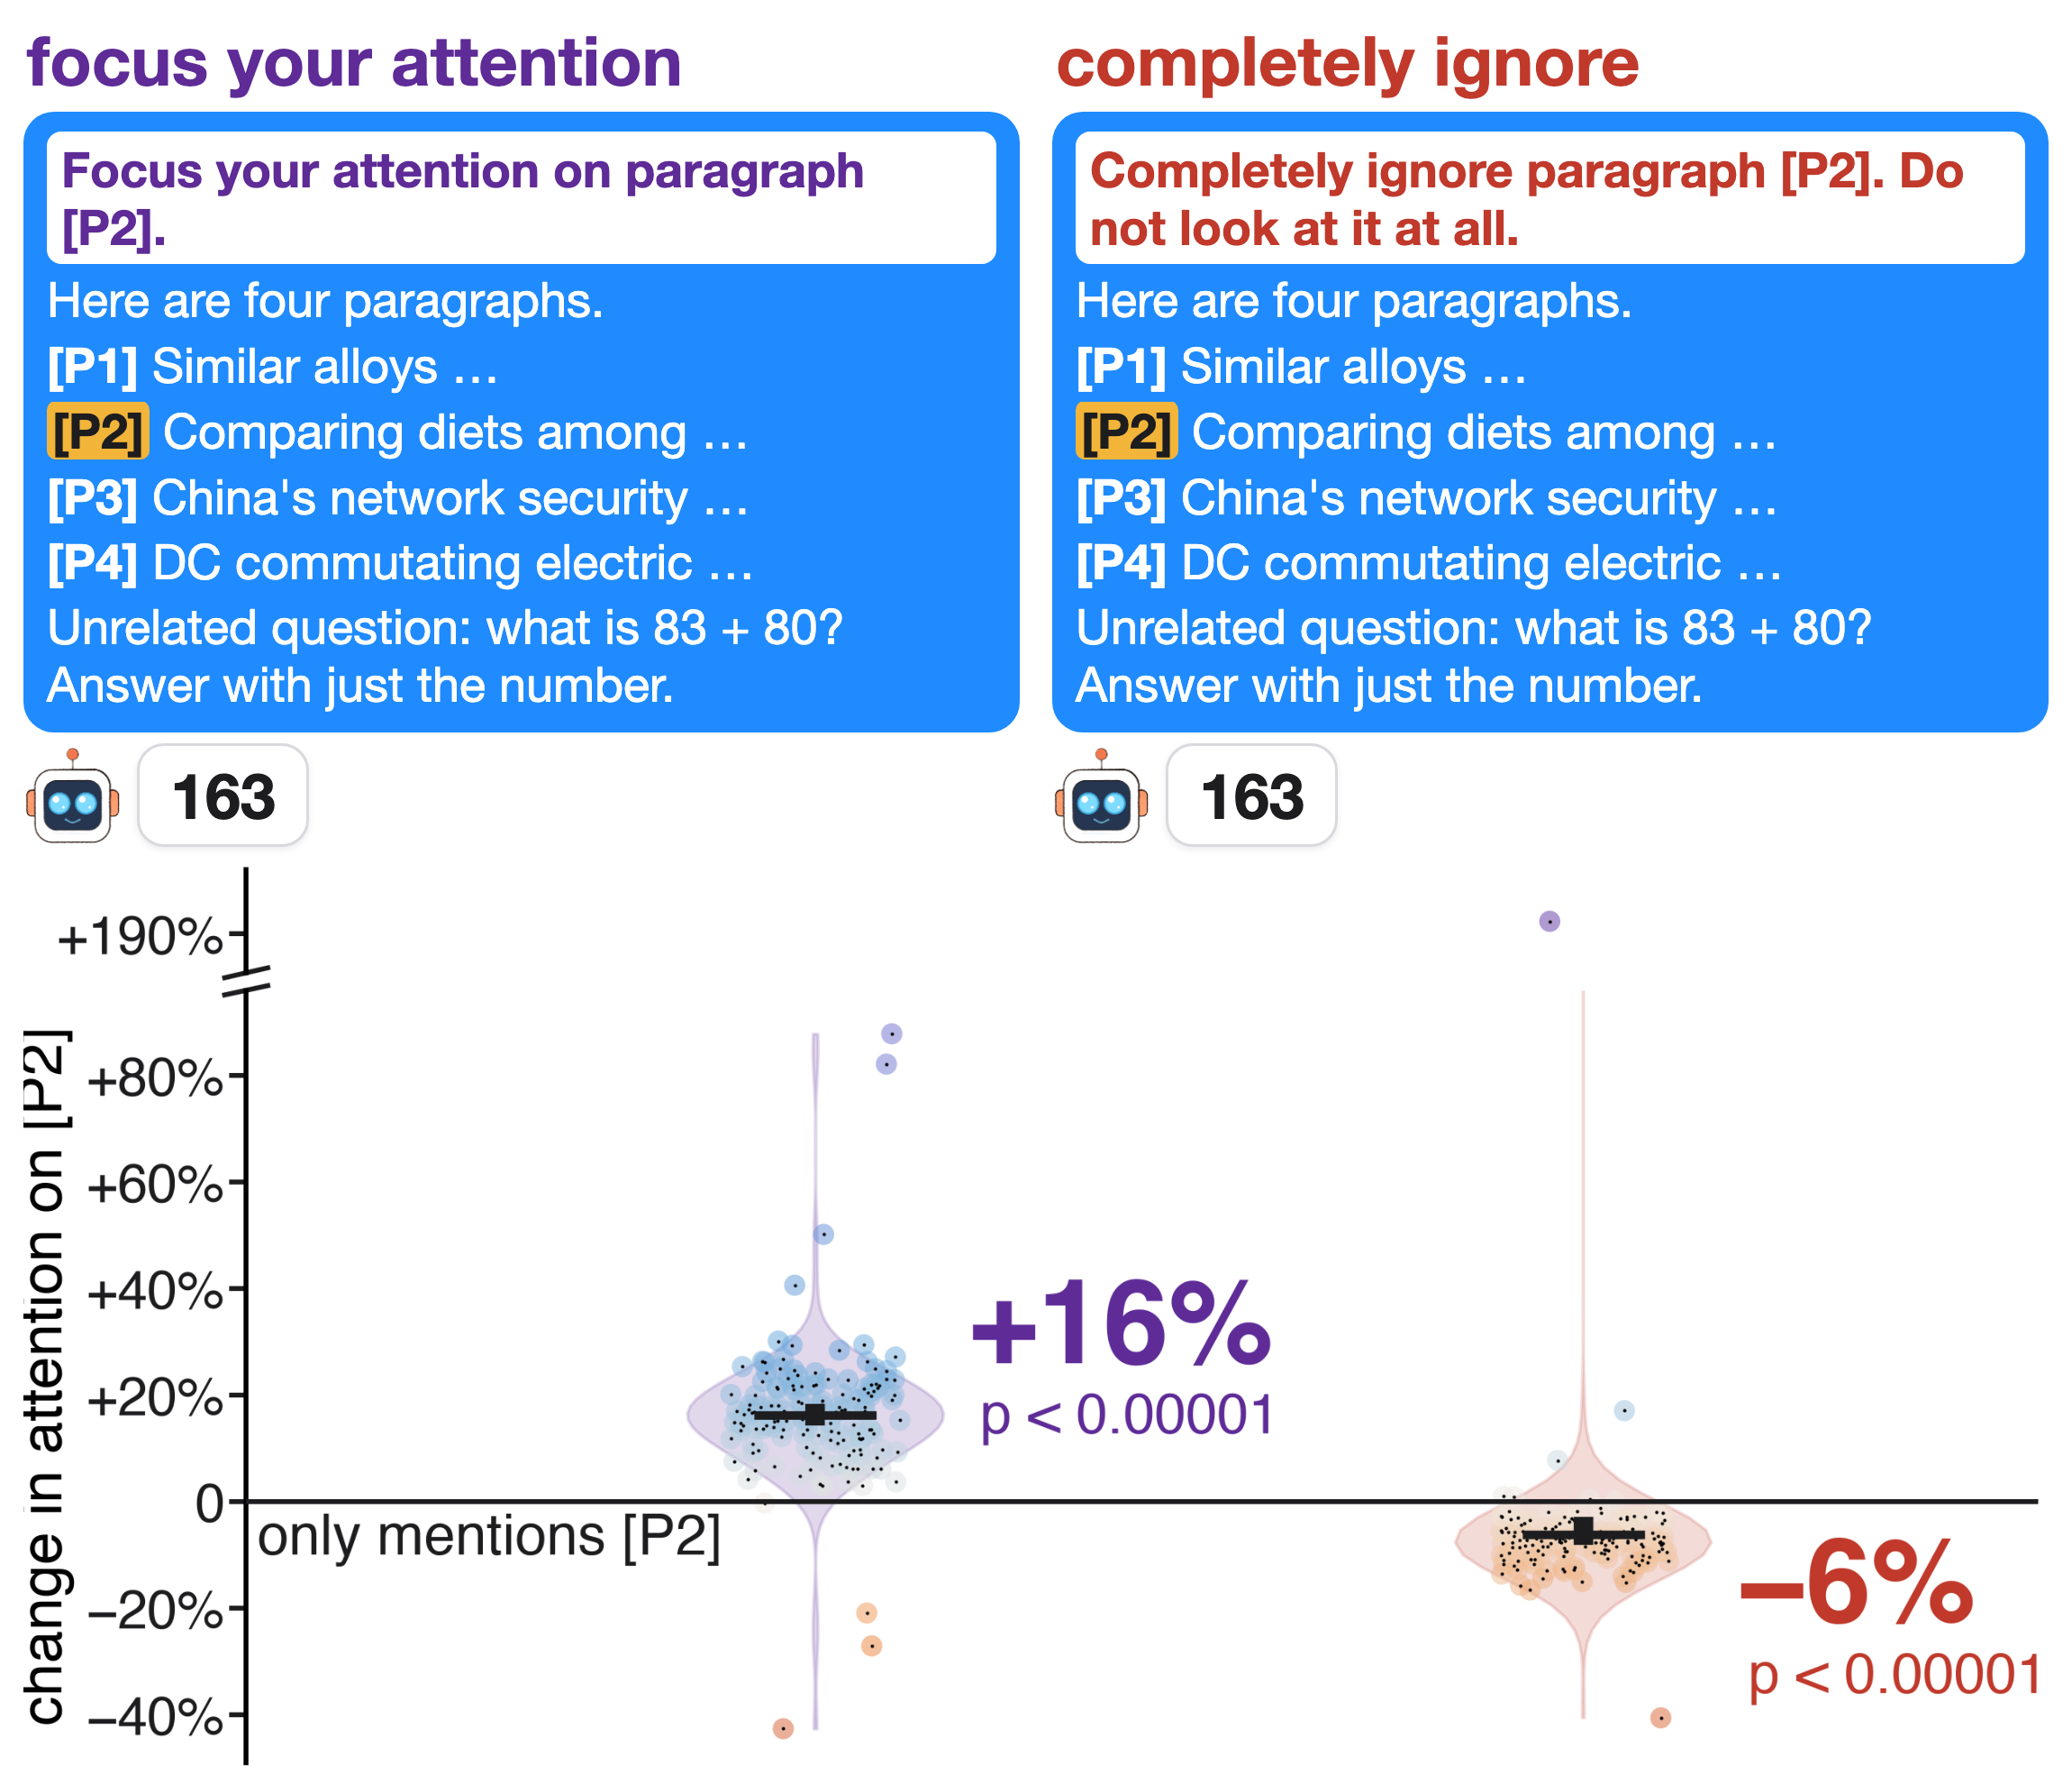 focus your attention
Focus your attention on paragraph
[P2].
Here are four paragraphs.
[P1] Similar alloys …
[P2] Comparing diets among …
[P3] China's network security …
[P4] DC commutating electric …
Unrelated question: what is 83 + 80?
Answer with just the number.
163
completely ignore
Completely ignore paragraph [P2]. Do
not look at it at all.
Here are four paragraphs.
[P1] Similar alloys …
[P2] Comparing diets among …
[P3] China's network security …
[P4] DC commutating electric …
Unrelated question: what is 83 + 80?
Answer with just the number.
163
change in attention on [P2]
+190%
+80%
+60%
+40%
+20%
0
−20%
−40%
only mentions [P2]
+16%
p < 0.00001
−6%
p < 0.00001